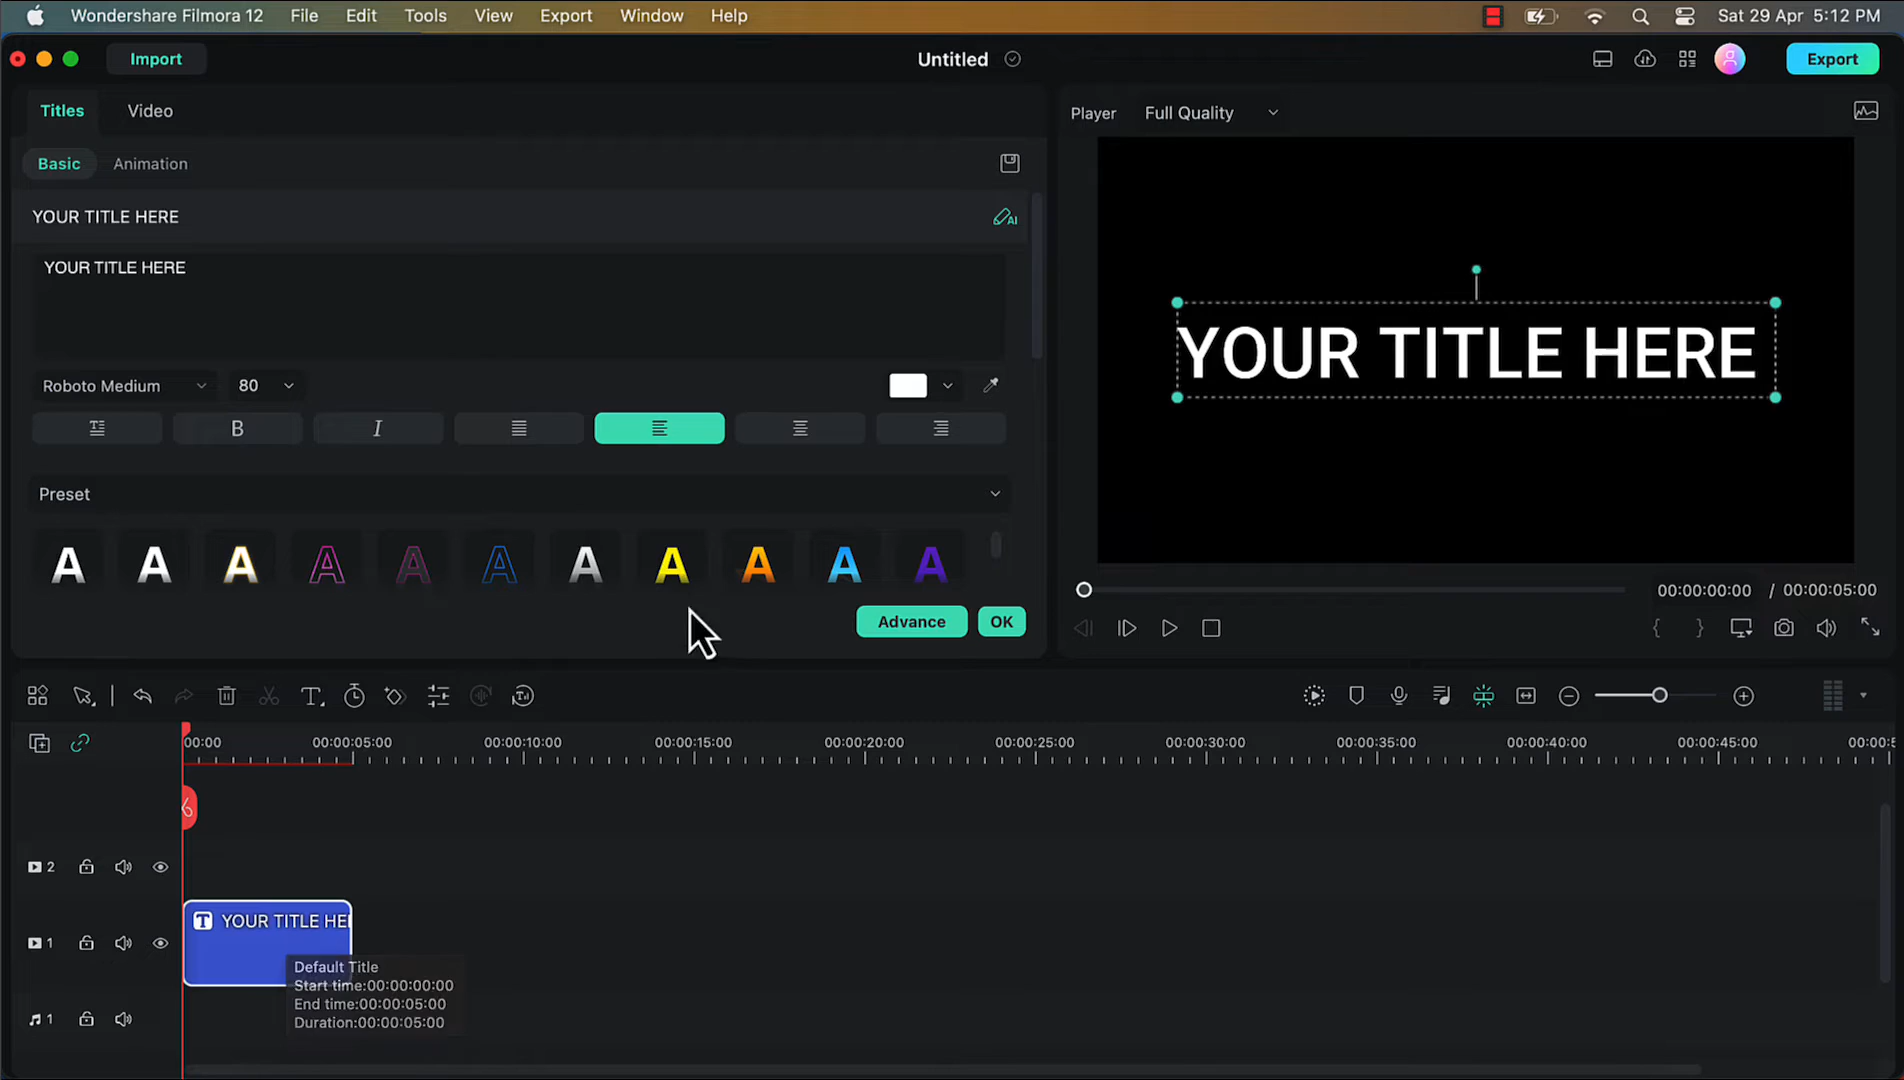 Wondershare Filmora 12 File Edit Tools View Export Window Help Sat 29 Apr 5:12 PM
Import Untitled Export
Titles Video
Player Full Quality
Basic Animation
YOUR TITLE HERE AI
YOUR TITLE HERE
YOUR TITLE HERE
Roboto Medium 80
B I
Preset
A A A A A A A A A A A
Advance OK
00:00:00:00 / 00:00:05:00
00:00 00:00:05:00 00:00:10:00 00:00:15:00 00:00:20:00 00:00:25:00 00:00:30:00 00:00:35:00 00:00:40:00 00:00:45:00
2
T YOUR TITLE HE
1
Default Title
Start time:00:00:00:00
End time:00:00:05:00
Duration:00:00:05:00
1